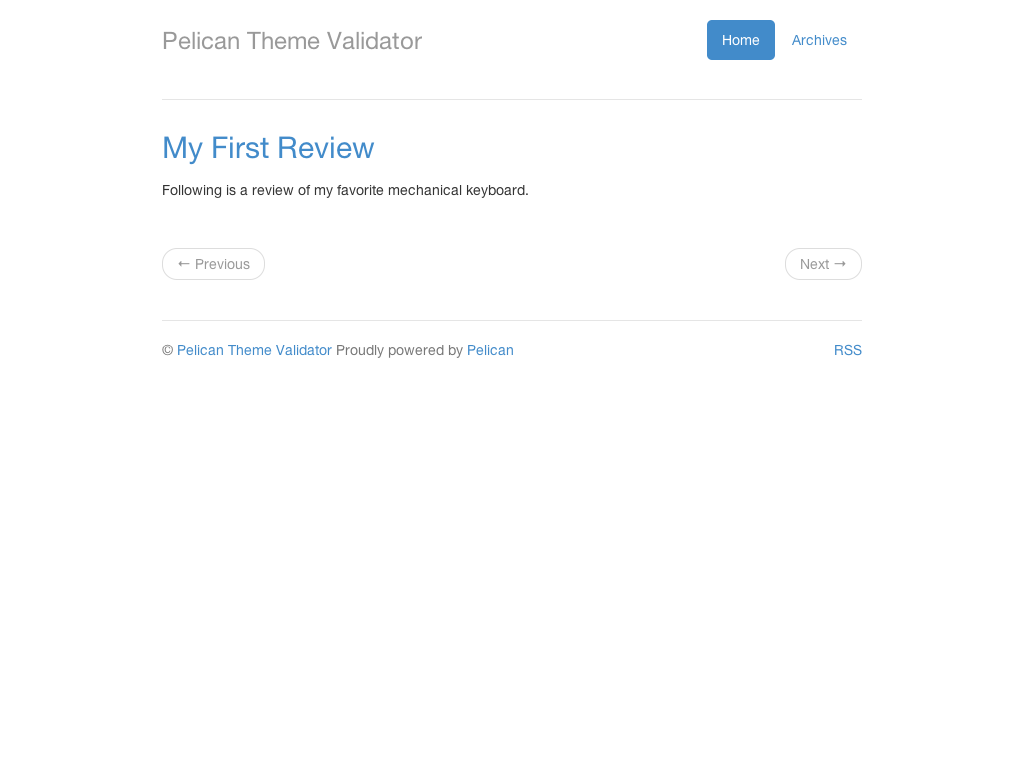 Pelican Theme Validator
Home Archives
My First Review
Following is a review of my favorite mechanical keyboard.
← Previous Next →
© Pelican Theme Validator Proudly powered by Pelican RSS